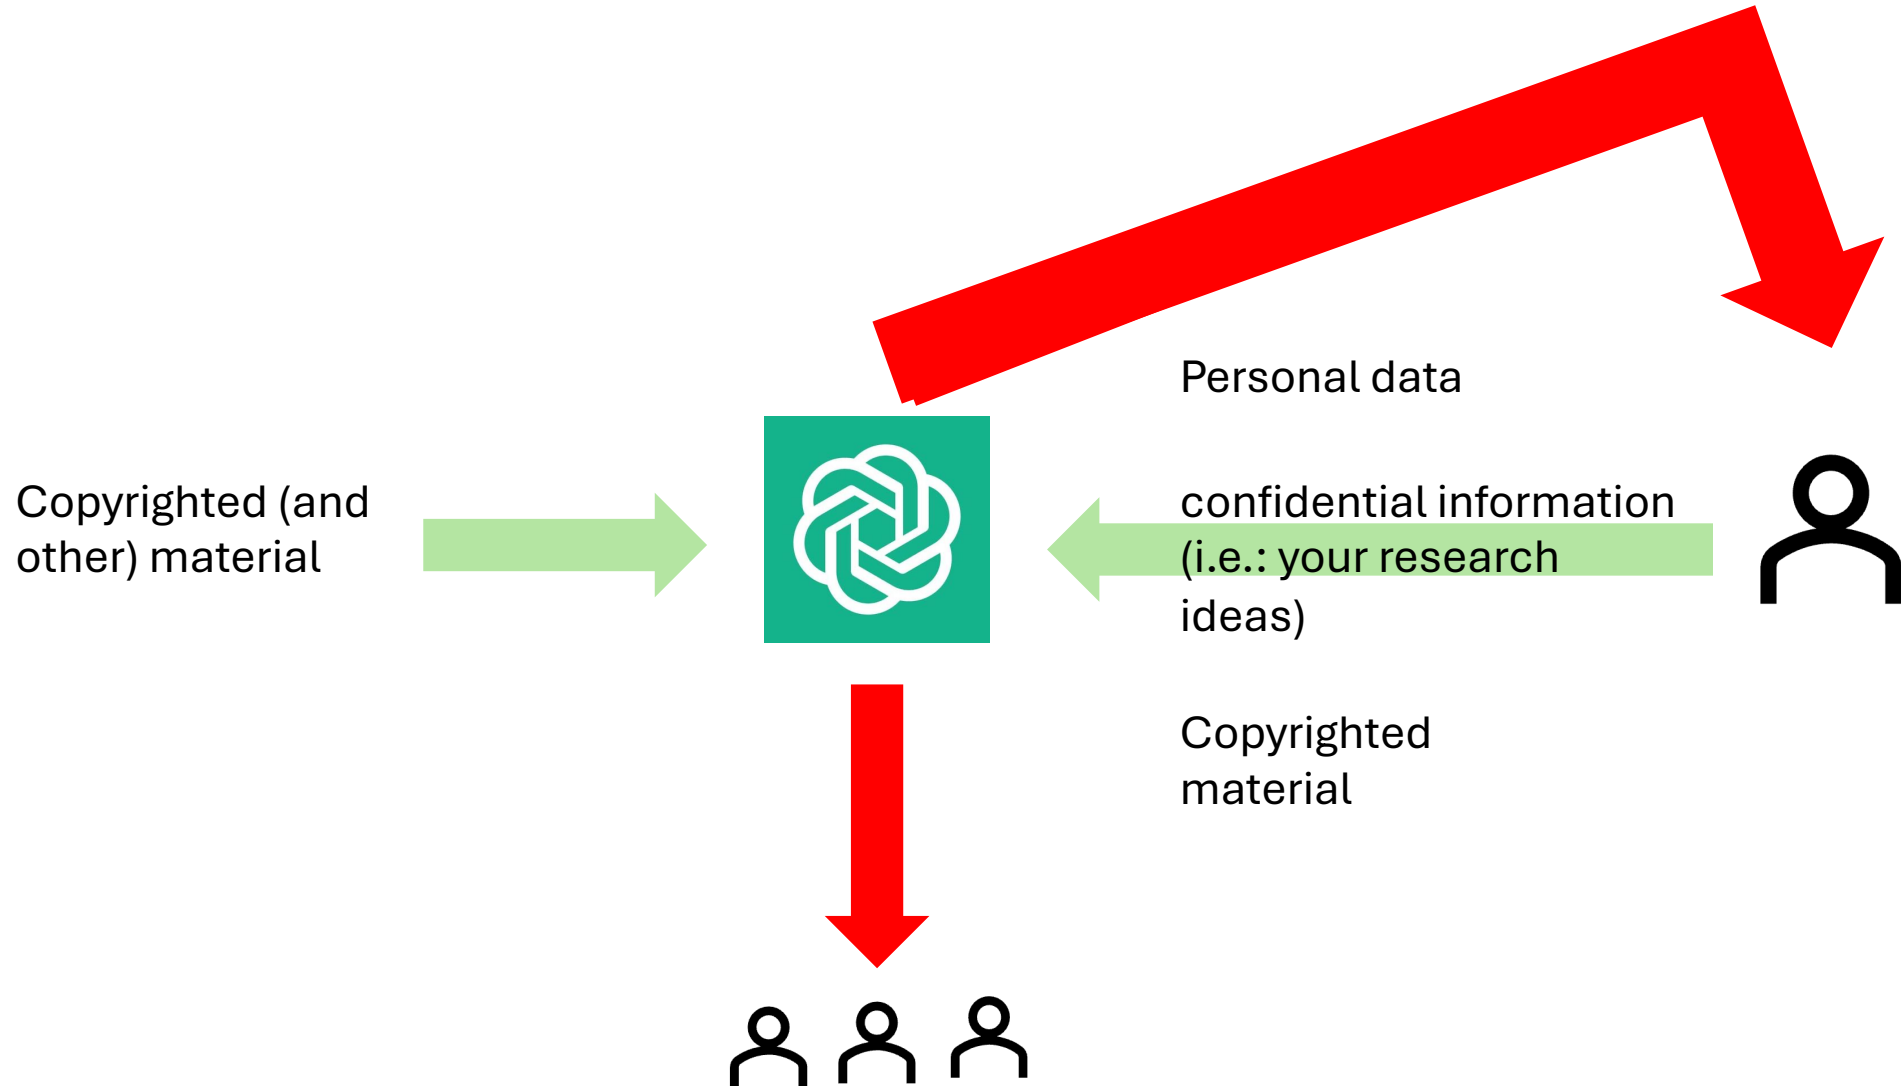 Copyrighted (and
other) material
Personal data
confidential information
(i.e.: your research
ideas)
Copyrighted
material